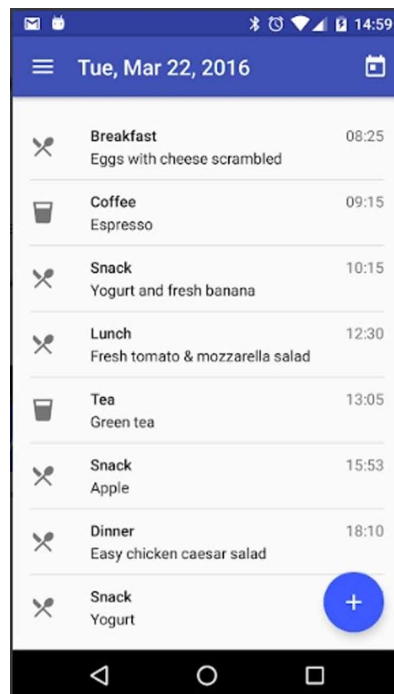 14:59
Tue, Mar 22, 2016
Breakfast 08:25
Eggs with cheese scrambled
Coffee 09:15
Espresso
Snack 10:15
Yogurt and fresh banana
Lunch 12:30
Fresh tomato & mozzarella salad
Tea 13:05
Green tea
Snack 15:53
Apple
Dinner 18:10
Easy chicken caesar salad
Snack
Yogurt